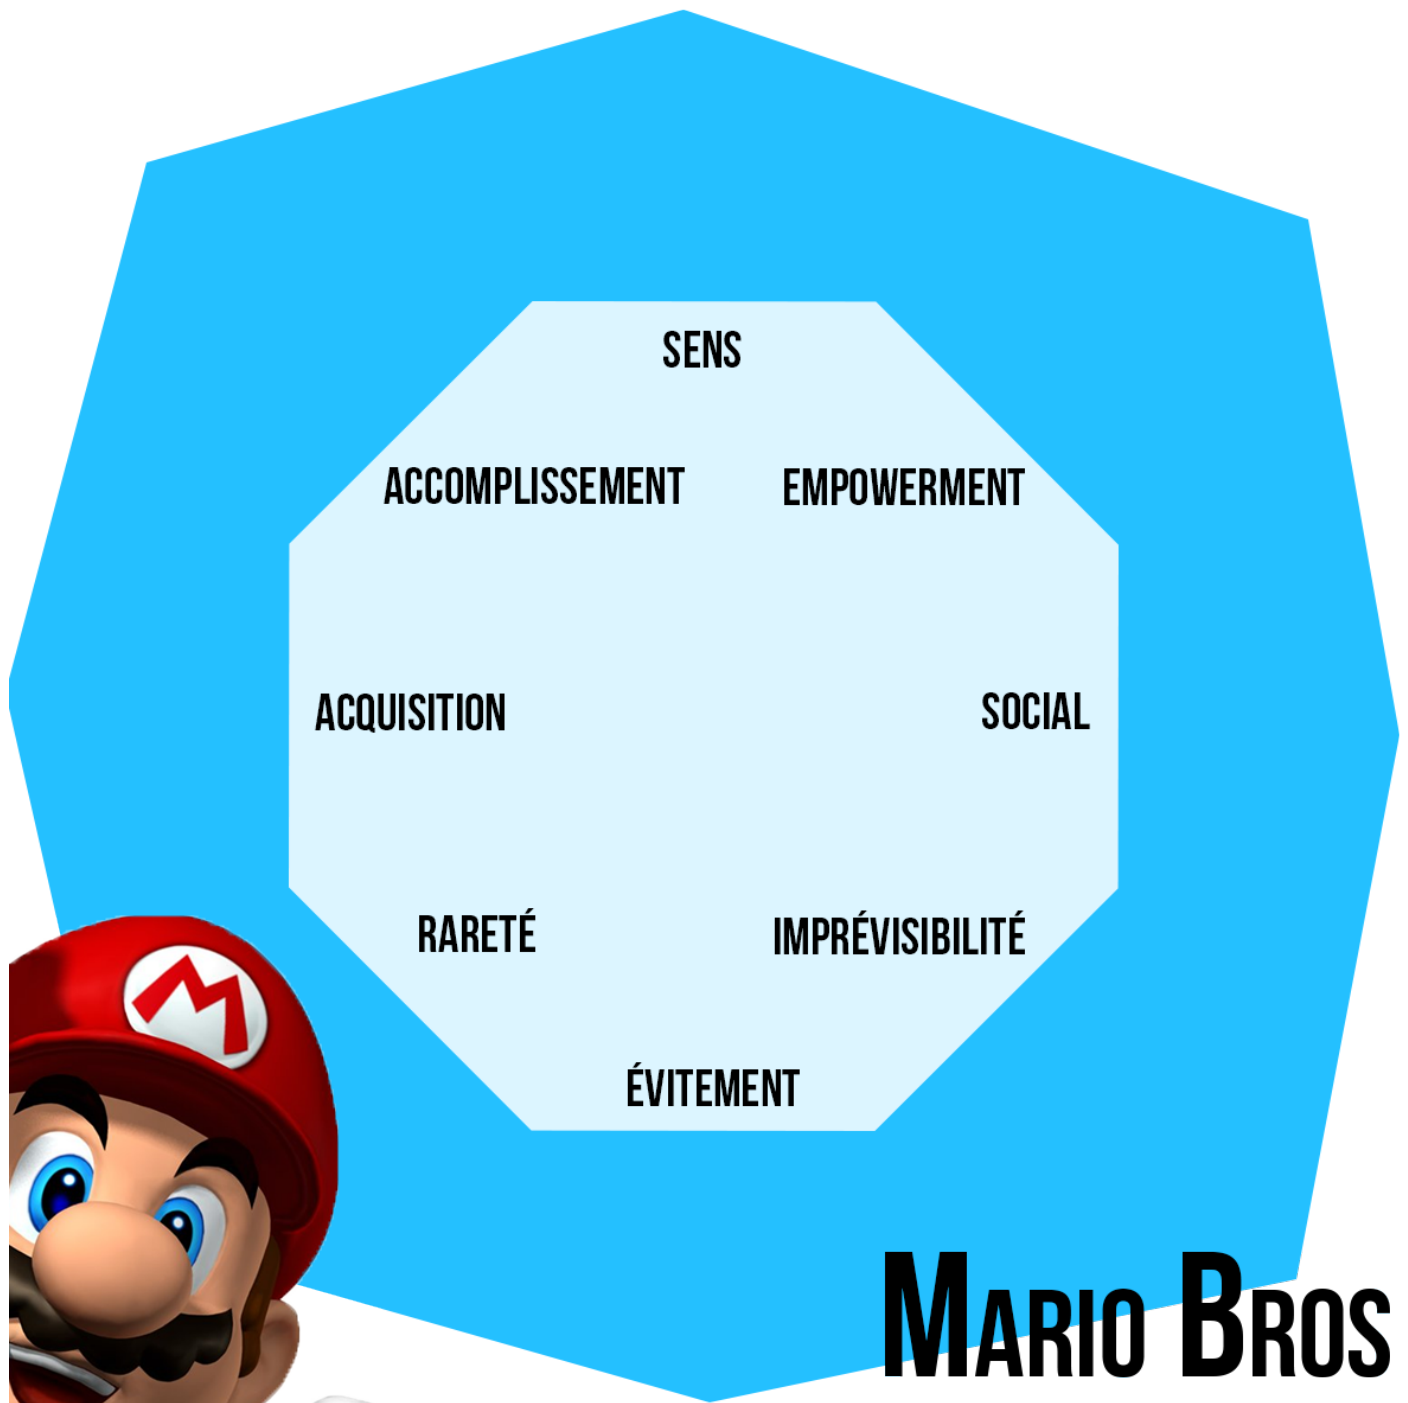 SENS
ACCOMPLISSEMENT EMPOWERMENT
ACQUISITION SOCIAL
RARETÉ IMPRÉVISIBILITÉ
ÉVITEMENT
M
MARIO BROS